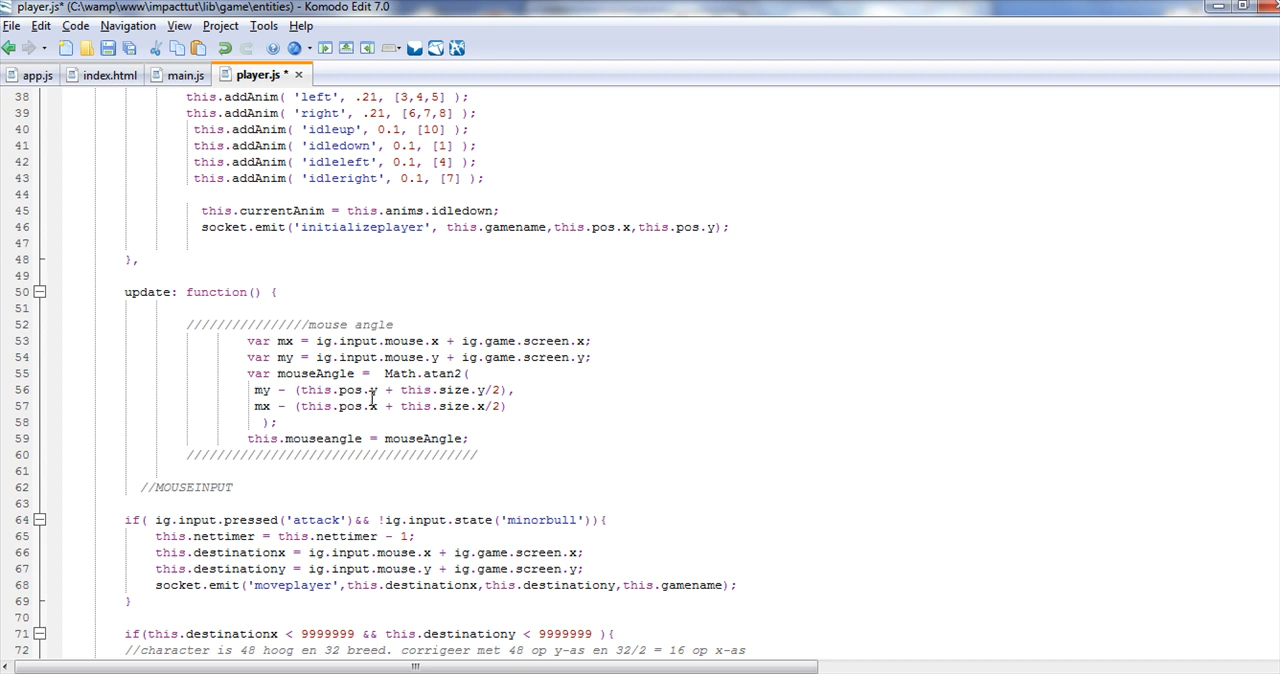 player.js* (C:\wamp\www\impacttut\lib\game\entities) - Komodo Edit 7.0
File Edit Code Navigation View Project Tools Help
app.js index.html main.js player.js * ×
38 this.addAnim( 'left', .21, [3,4,5] );
39 this.addAnim( 'right', .21, [6,7,8] );
40 this.addAnim( 'idleup', 0.1, [10] );
41 this.addAnim( 'idledown', 0.1, [1] );
42 this.addAnim( 'idleleft', 0.1, [4] );
43 this.addAnim( 'idleright', 0.1, [7] );
44
45 this.currentAnim = this.anims.idledown;
46 socket.emit('initializeplayer', this.gamename,this.pos.x,this.pos.y);
47
48 },
49
50 update: function() {
51
52 ////////////////mouse angle
53 var mx = ig.input.mouse.x + ig.game.screen.x;
54 var my = ig.input.mouse.y + ig.game.screen.y;
55 var mouseAngle = Math.atan2(
56 my - (this.pos.y + this.size.y/2),
57 mx - (this.pos.x + this.size.x/2)
58 );
59 this.mouseangle = mouseAngle;
60 //////////////////////////////////////
61
62 //MOUSEINPUT
63
64 if( ig.input.pressed('attack')&& !ig.input.state('minorbull')){
65 this.nettimer = this.nettimer - 1;
66 this.destinationx = ig.input.mouse.x + ig.game.screen.x;
67 this.destinationy = ig.input.mouse.y + ig.game.screen.y;
68 socket.emit('moveplayer',this.destinationx,this.destinationy,this.gamename);
69 }
70
71 if(this.destinationx < 9999999 && this.destinationy < 9999999 ){
72 //character is 48 hoog en 32 breed. corrigeer met 48 op y-as en 32/2 = 16 op x-as